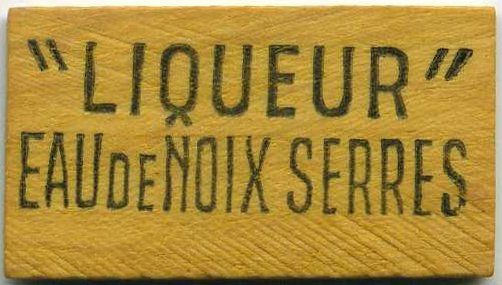 "LIQUEUR"
EAU DE NOIX SERRES